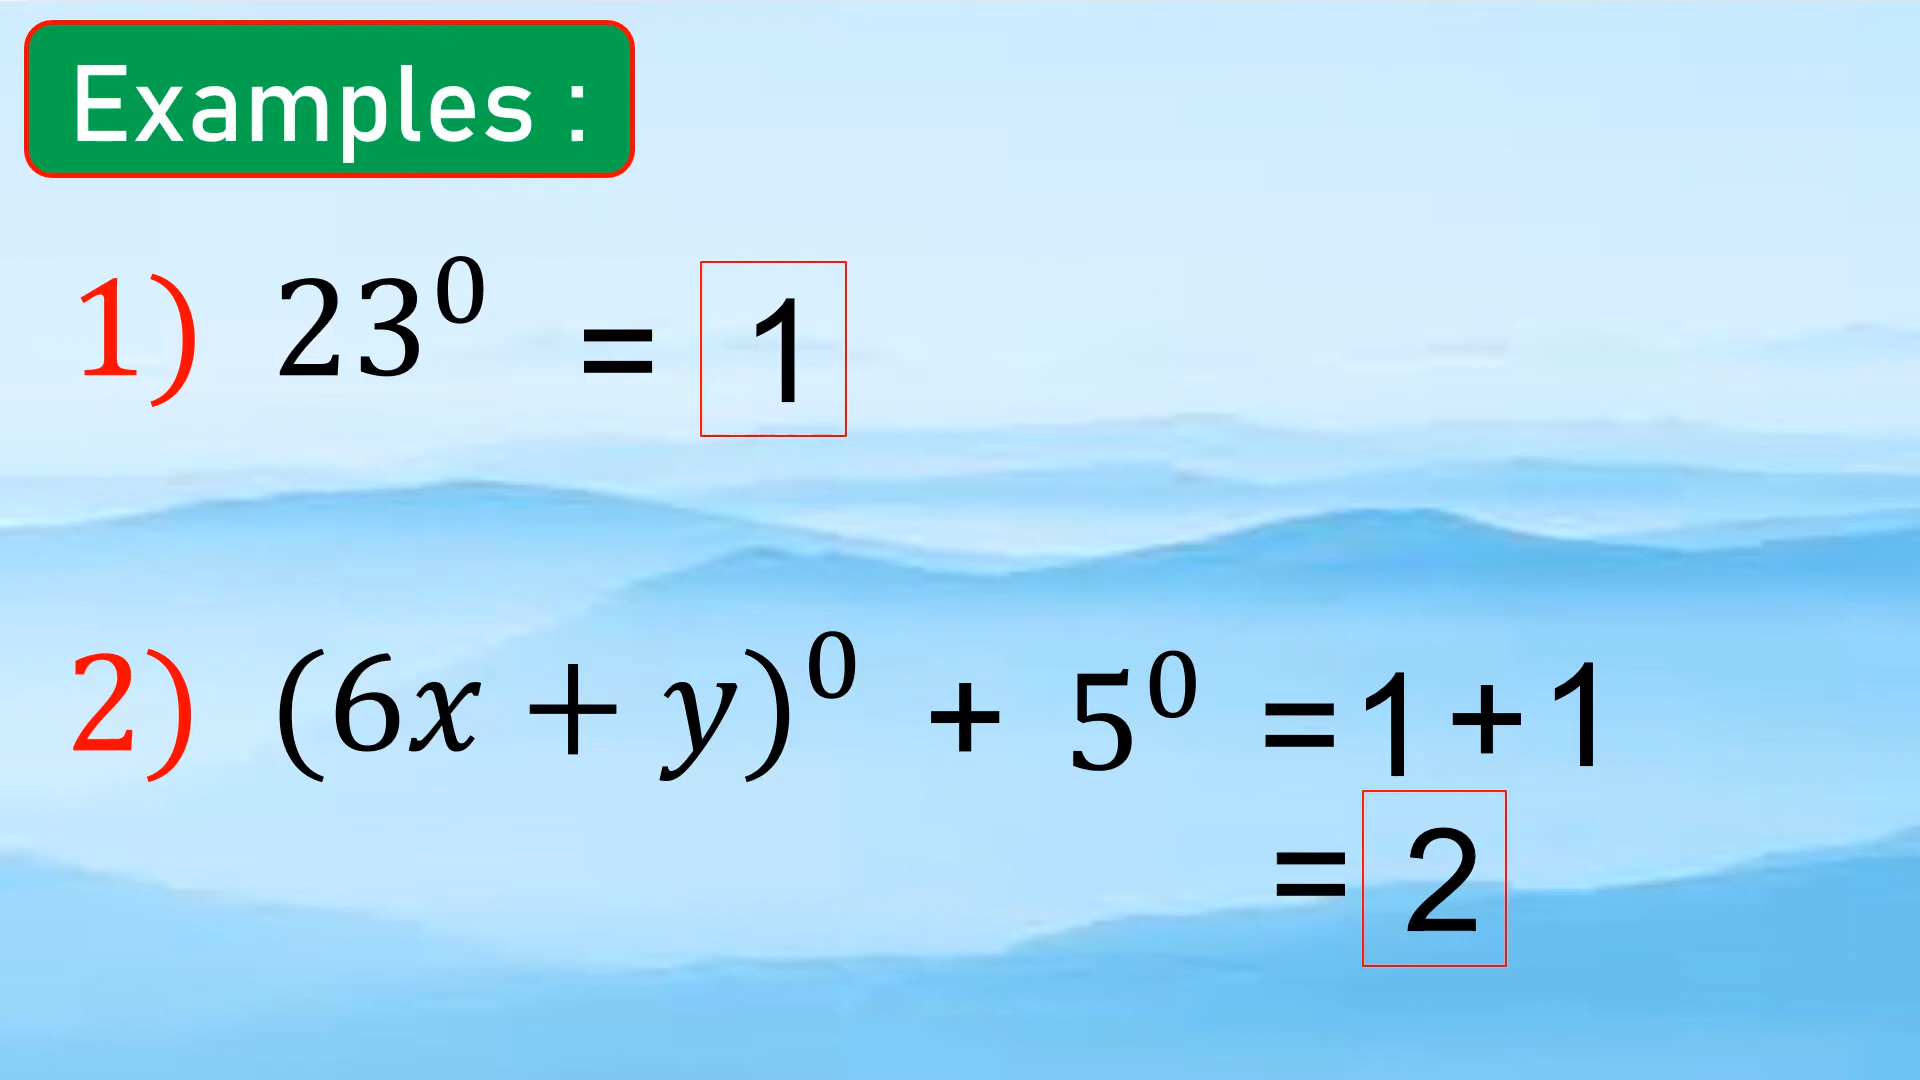 Examples :
1) 23⁰ = 1
2) (6x + y)⁰ + 5⁰ = 1 + 1
= 2